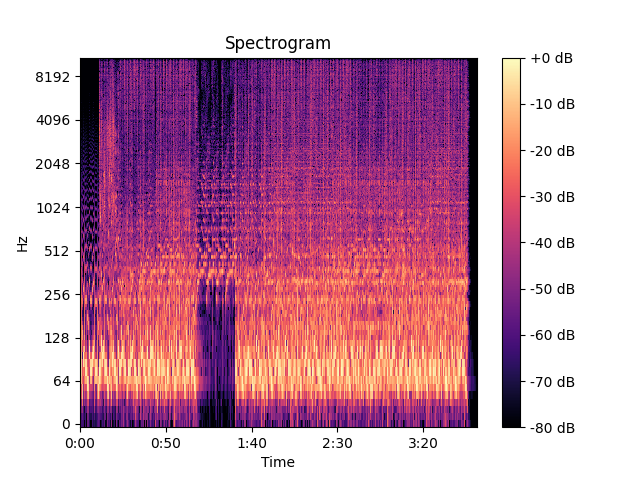 Spectrogram
Hz
8192
4096
2048
1024
512
256
128
64
0
0:00 0:50 1:40 2:30 3:20
Time
+0 dB
-10 dB
-20 dB
-30 dB
-40 dB
-50 dB
-60 dB
-70 dB
-80 dB